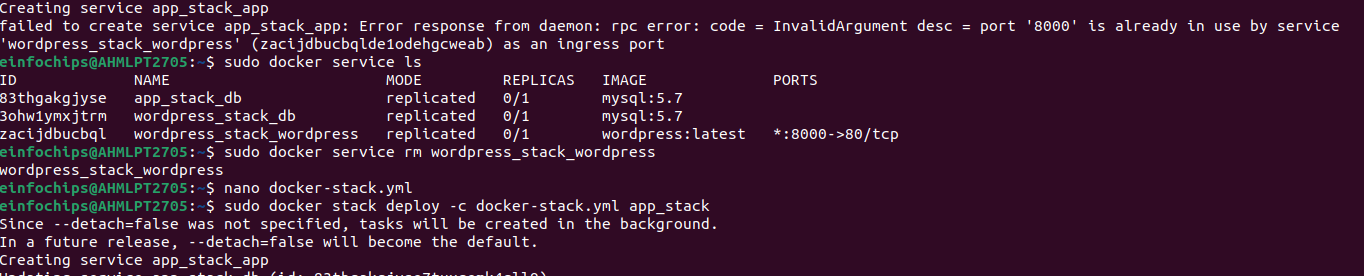 Creating service app_stack_app
failed to create service app_stack_app: Error response from daemon: rpc error: code = InvalidArgument desc = port '8000' is already in use by service
'wordpress_stack_wordpress' (zacijdbucbqlde1odehgcweab) as an ingress port
einfochips@AHMLPT2705:~$ sudo docker service ls
ID NAME MODE REPLICAS IMAGE PORTS
83thgakgjyse app_stack_db replicated 0/1 mysql:5.7
3ohw1ymxjtrm wordpress_stack_db replicated 0/1 mysql:5.7
zacijdbucbql wordpress_stack_wordpress replicated 0/1 wordpress:latest *:8000->80/tcp
einfochips@AHMLPT2705:~$ sudo docker service rm wordpress_stack_wordpress
wordpress_stack_wordpress
einfochips@AHMLPT2705:~$ nano docker-stack.yml
einfochips@AHMLPT2705:~$ sudo docker stack deploy -c docker-stack.yml app_stack
Since --detach=false was not specified, tasks will be created in the background.
In a future release, --detach=false will become the default.
Creating service app_stack_app
Updating service app_stack_db (id: